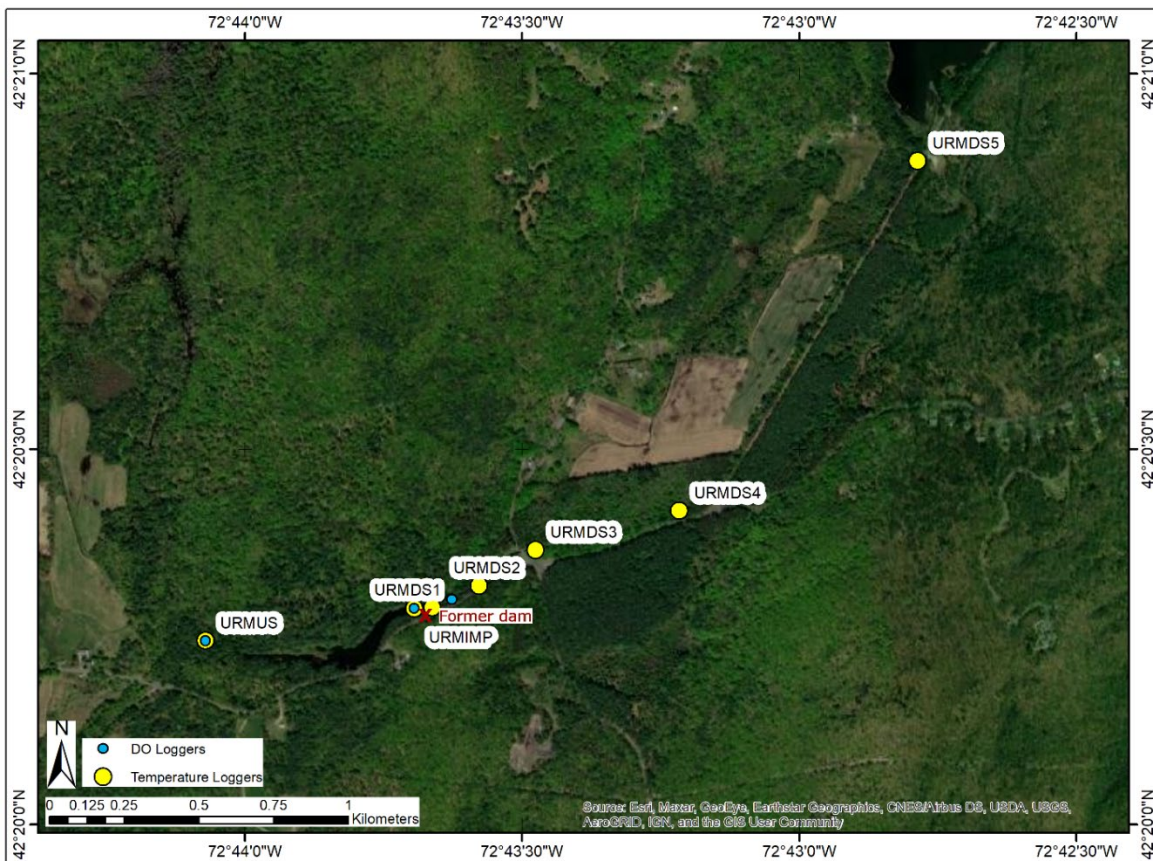 72°44'0"W 72°43'30"W 72°43'0"W 72°42'30"W
42°21'0"N 42°21'0"N
URMDS5
42°20'30"N 42°20'30"N
URMDS4
URMDS3
URMDS2
URMDS1
Former dam
URMUS
URMIMP
N
DO Loggers
Temperature Loggers
0 0.125 0.25 0.5 0.75 1
Kilometers
Source: Esri, Maxar, GeoEye, Earthstar Geographics, CNES/Airbus DS, USDA, USGS,
AeroGRID, IGN, and the GIS User Community
42°20'0"N 42°20'0"N
72°44'0"W 72°43'30"W 72°43'0"W 72°42'30"W